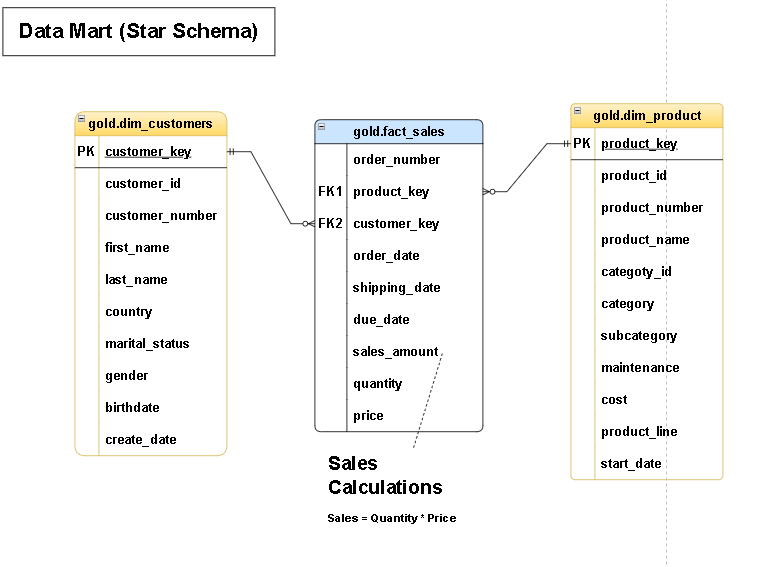 Data Mart (Star Schema)
gold.dim_customers
PK customer_key
customer_id
customer_number
first_name
last_name
country
marital_status
gender
birthdate
create_date
gold.fact_sales
order_number
FK1 product_key
FK2 customer_key
order_date
shipping_date
due_date
sales_amount
quantity
price
Sales
Calculations
Sales = Quantity * Price
gold.dim_product
PK product_key
product_id
product_number
product_name
categoty_id
category
subcategory
maintenance
cost
product_line
start_date